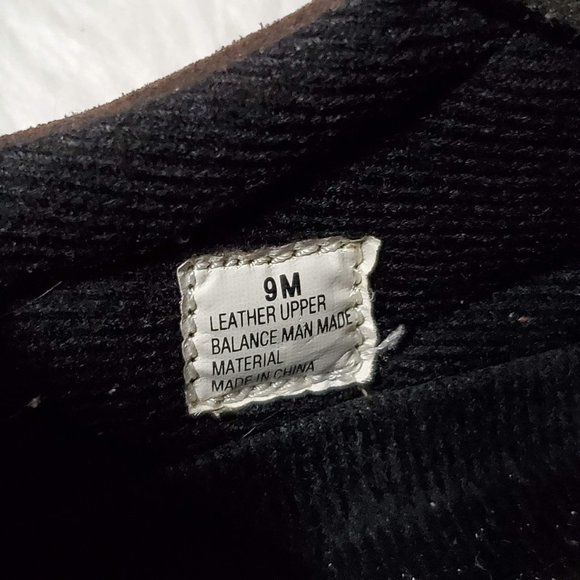 9M
LEATHER UPPER
BALANCE MAN MADE
MATERIAL
MADE IN CHINA